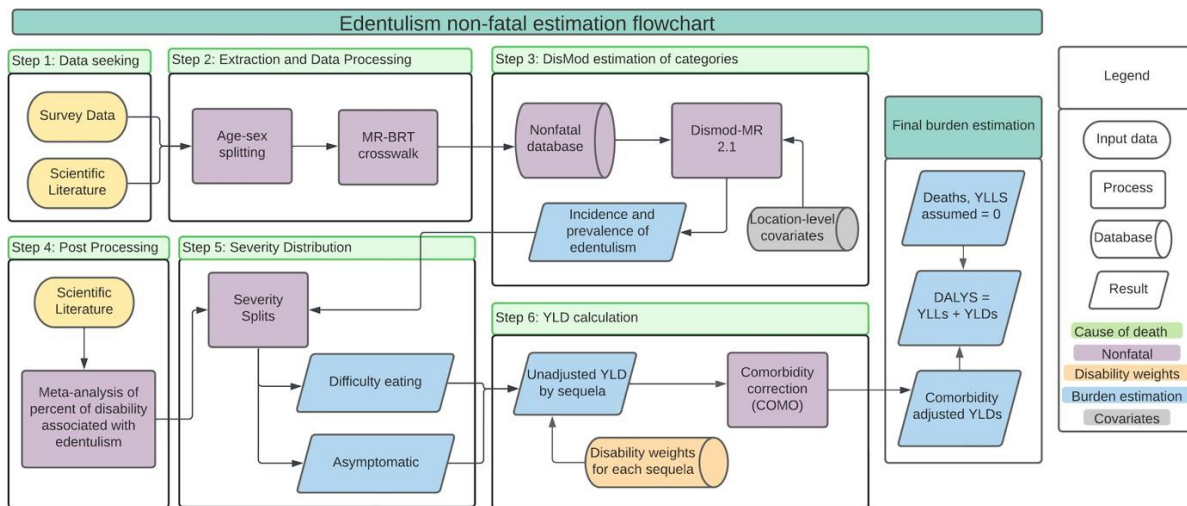 Edentulism non-fatal estimation flowchart
Step 1: Data seeking
Survey Data
Scientific
Literature
Step 2: Extraction and Data Processing
Age-sex
splitting
MR-BRT
crosswalk
Step 3: DisMod estimation of categories
Nonfatal
database
Dismod-MR
2.1
Incidence and
prevalence of
edentulism
Location-level
covariates
Step 4: Post Processing
Scientific
Literature
Meta-analysis of
percent of disability
associated with
edentulism
Step 5: Severity Distribution
Severity
Splits
Difficulty eating
Asymptomatic
Step 6: YLD calculation
Unadjusted YLD
by sequela
Comorbidity
correction
(COMO)
Disability weights
for each sequela
Final burden estimation
Deaths, YLLS
assumed = 0
DALYS =
YLLs + YLDs
Comorbidity
adjusted YLDs
Legend
Input data
Process
Database
Result
Cause of death
Nonfatal
Disability weights
Burden estimation
Covariates